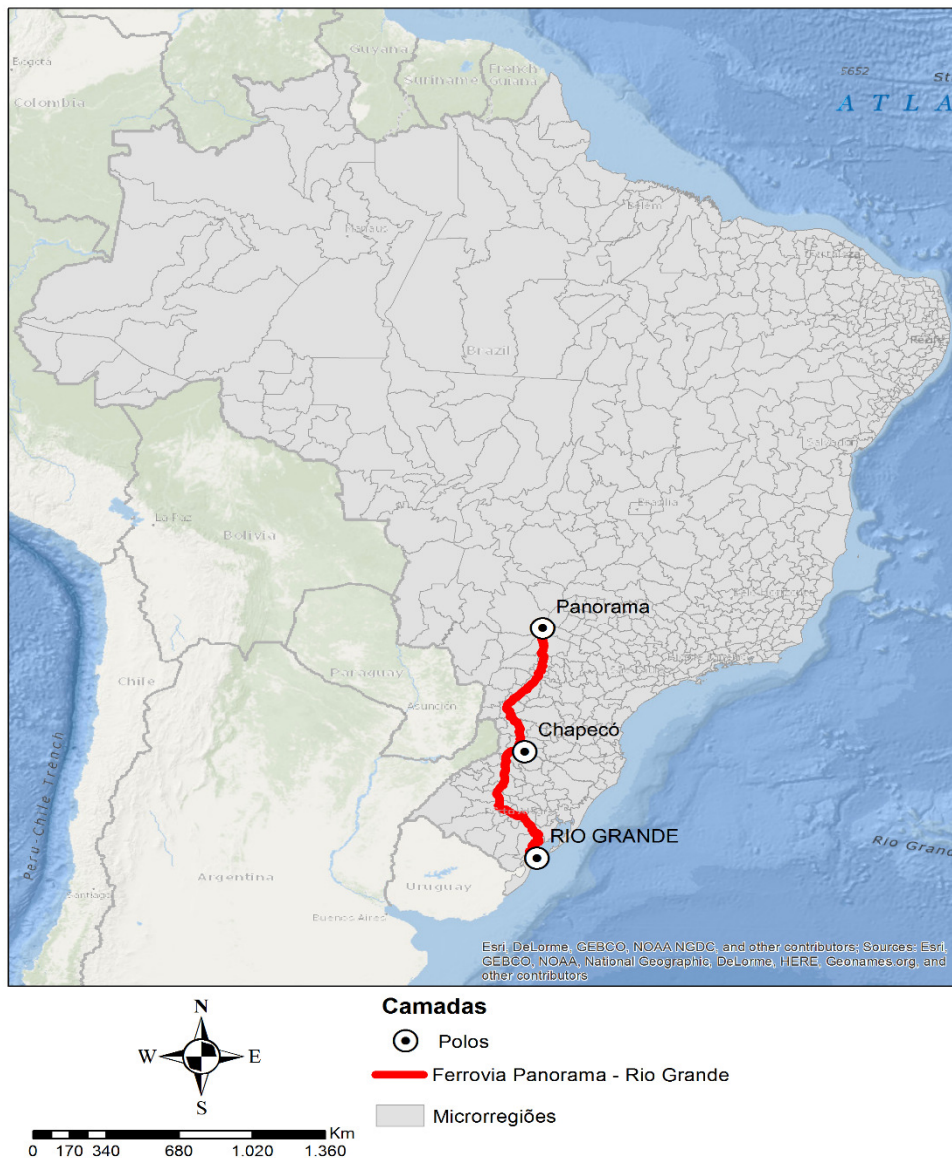 Guyana
Suriname
French
Guiana
Bogota
Colombia
5652
A T L A
Belém
Manaus
Fortaleza
Brazil
Salvador
Brasília
La Paz
Bolivia
Panorama
Paraguay
Chile
Asunción
Chapecó
Peru-Chile Trench
RIO GRANDE
Rio Grand
Argentina
Uruguay
Santiago
Buenos Aires
Esri, DeLorme, GEBCO, NOAA NGDC, and other contributors; Sources: Esri,
GEBCO, NOAA, National Geographic, DeLorme, HERE, Geonames.org, and
other contributors
Camadas
N
W
E
S
Polos
Ferrovia Panorama - Rio Grande
Microrregiões
Km
0 170 340 680 1.020 1.360